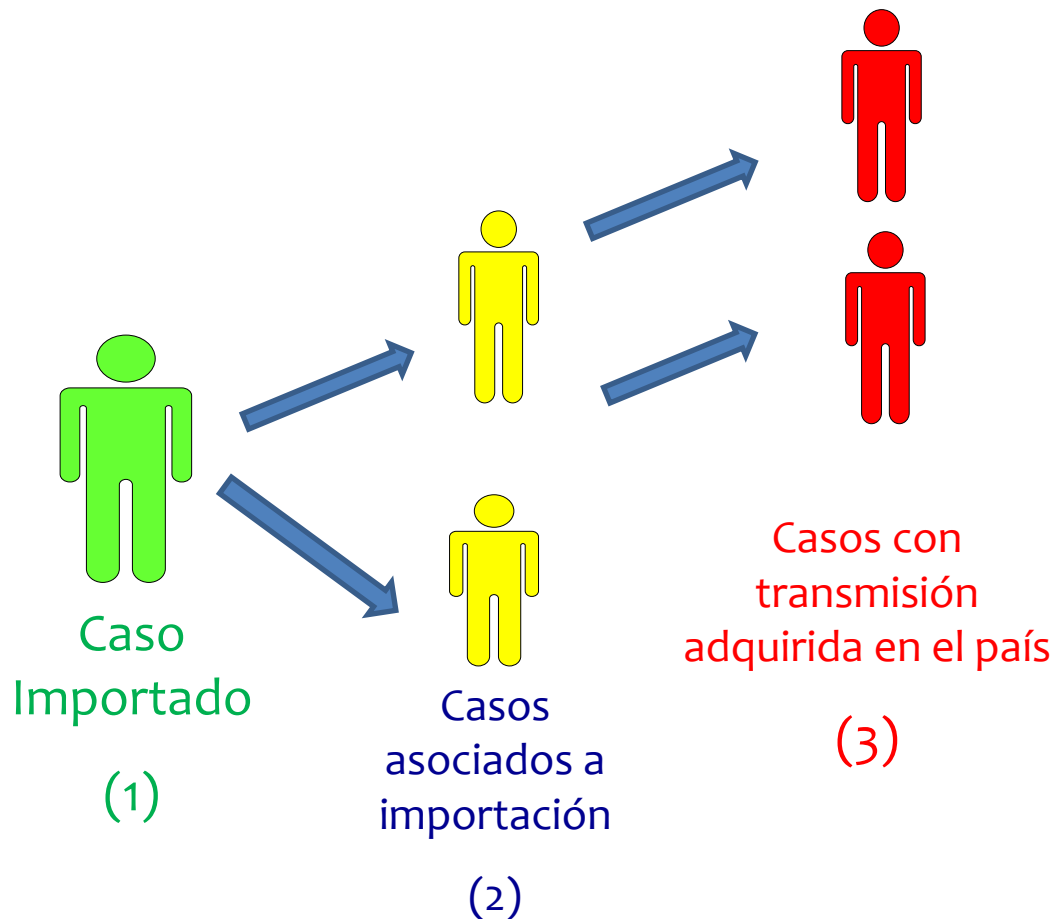 Caso
Importado
(1)
Casos
asociados a
importación
(2)
Casos con
transmisión
adquirida en el país
(3)